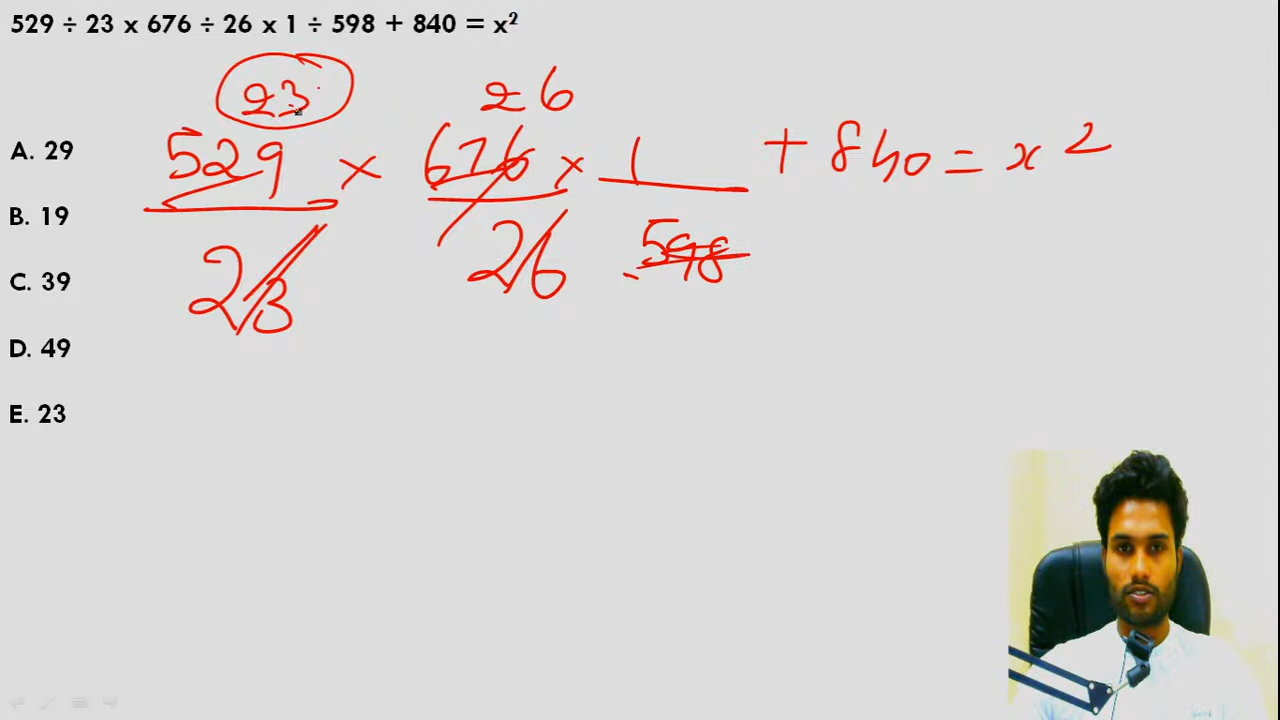 529 ÷ 23 x 676 ÷ 26 x 1 ÷ 598 + 840 = x²
23 26
529 × 676 × 1 + 840 = x²
23 26 598
A. 29
B. 19
C. 39
D. 49
E. 23